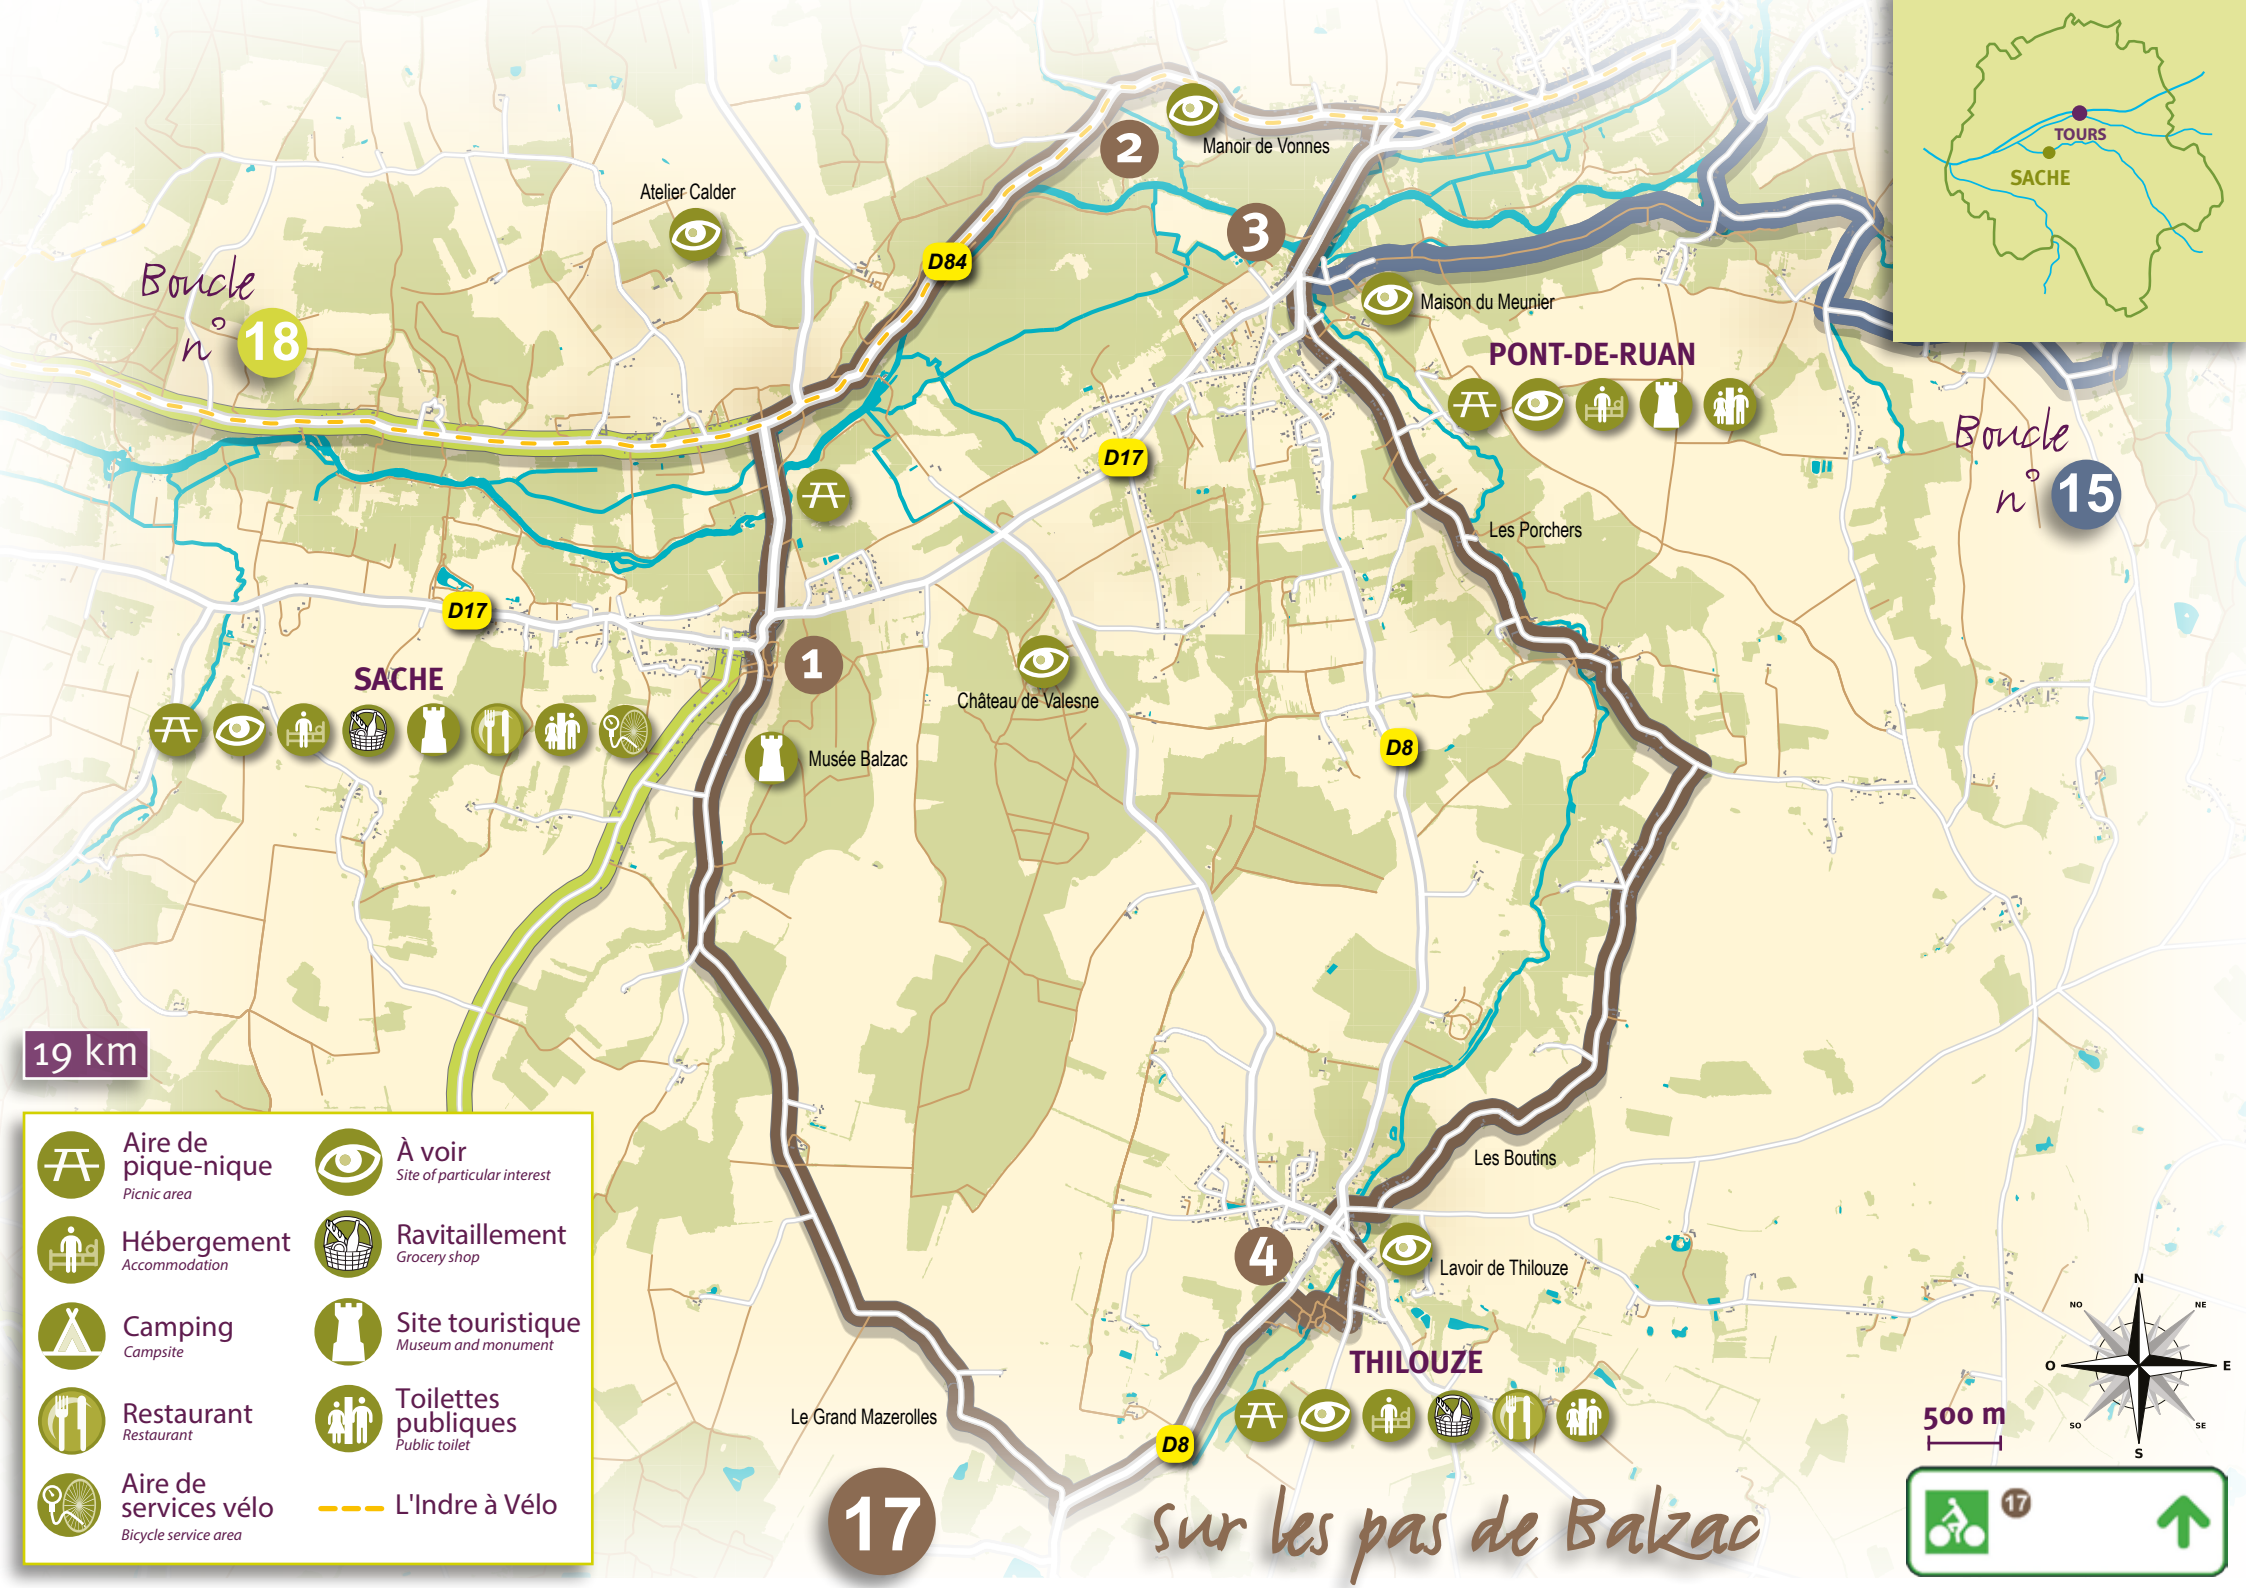 TOURS
SACHE
2
Manoir de Vonnes
Atelier Calder
3
D84
Boucle
n° 18
Maison du Meunier
PONT-DE-RUAN
Boucle
n° 15
D17
Les Porchers
D17
1
SACHE
Château de Valesne
Musée Balzac
D8
19 km
Aire de
pique-nique
Picnic area
À voir
Site of particular interest
Hébergement
Accommodation
Ravitaillement
Grocery shop
Camping
Campsite
Site touristique
Museum and monument
Restaurant
Restaurant
Toilettes
publiques
Public toilet
Aire de
services vélo
Bicycle service area
L'Indre à Vélo
Les Boutins
4
Lavoir de Thilouze
THILOUZE
Le Grand Mazerolles
D8
N
NO
NE
O
E
SO
SE
S
500 m
17
Sur les pas de Balzac
17